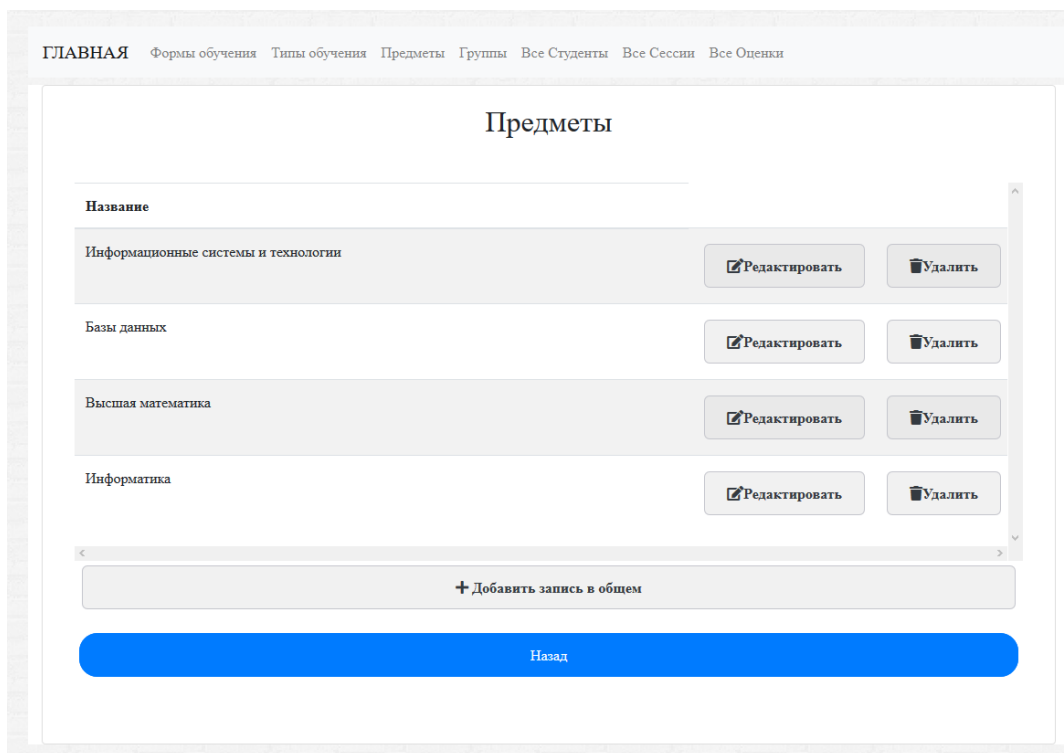 ГЛАВНАЯ Формы обучения Типы обучения Предметы Группы Все Студенты Все Сессии Все Оценки
Предметы
Название
Информационные системы и технологии Редактировать Удалить
Базы данных Редактировать Удалить
Высшая математика Редактировать Удалить
Информатика Редактировать Удалить
Добавить запись в общем
Назад